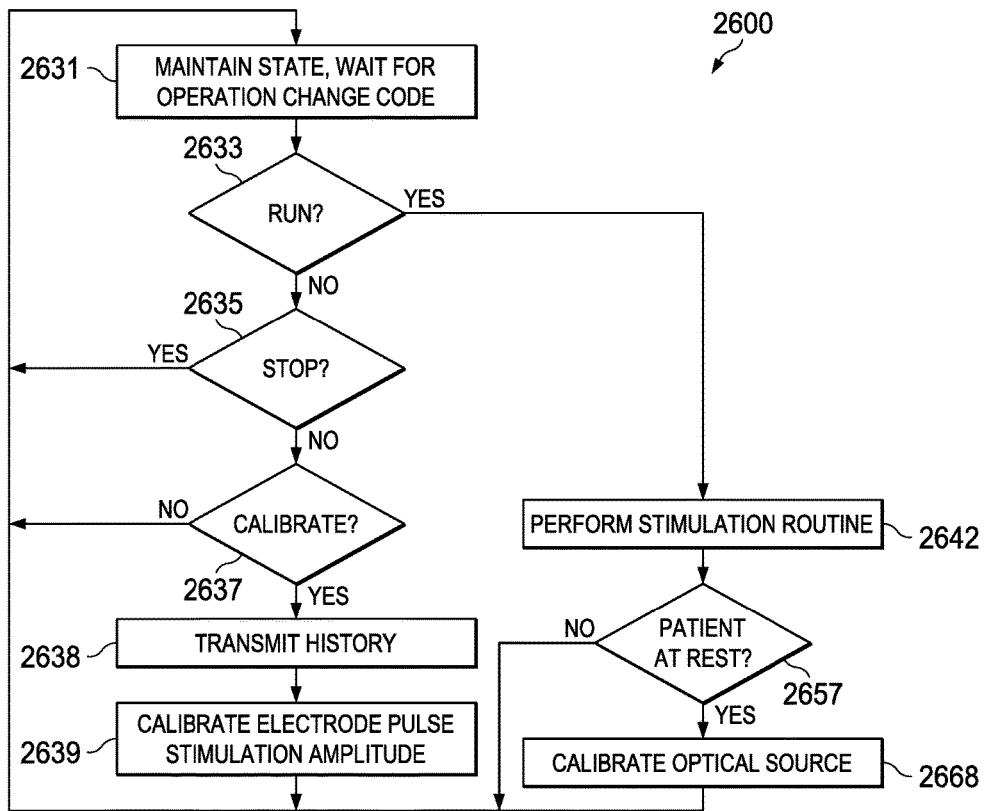 2600
2631
MAINTAIN STATE, WAIT FOR
OPERATION CHANGE CODE
2633
RUN?
YES
NO
2635
YES
STOP?
NO
NO
CALIBRATE?
2637
YES
PERFORM STIMULATION ROUTINE
2642
2638
TRANSMIT HISTORY
NO
PATIENT
AT REST?
2657
YES
2639
CALIBRATE ELECTRODE PULSE
STIMULATION AMPLITUDE
CALIBRATE OPTICAL SOURCE
2668